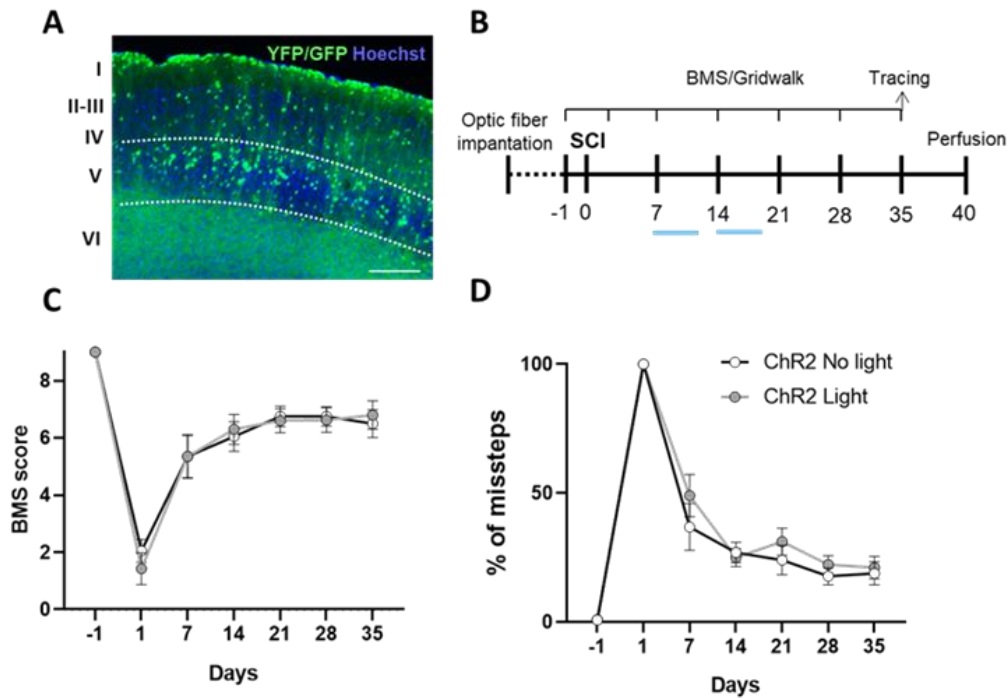 A
YFP/GFP Hoechst
I
II-III
IV
V
VI
B
BMS/Gridwalk
Tracing
Optic fiber
impantation
SCI
Perfusion
-1 0 7 14 21 28 35 40
C
BMS score
8
6
4
2
0
-1 1 7 14 21 28 35
Days
D
% of missteps
100
50
0
ChR2 No light
ChR2 Light
-1 1 7 14 21 28 35
Days